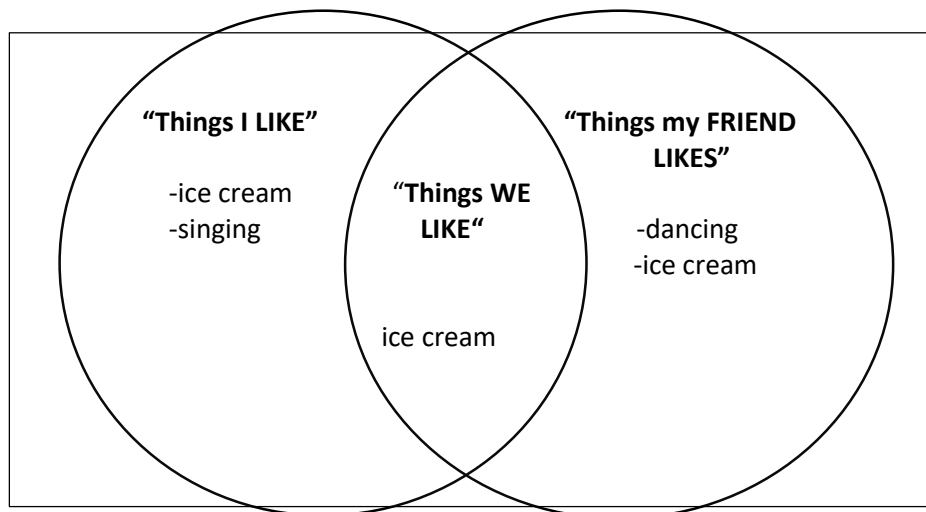 “Things I LIKE”
-ice cream
-singing
“Things WE
LIKE“
ice cream
“Things my FRIEND
LIKES”
-dancing
-ice cream